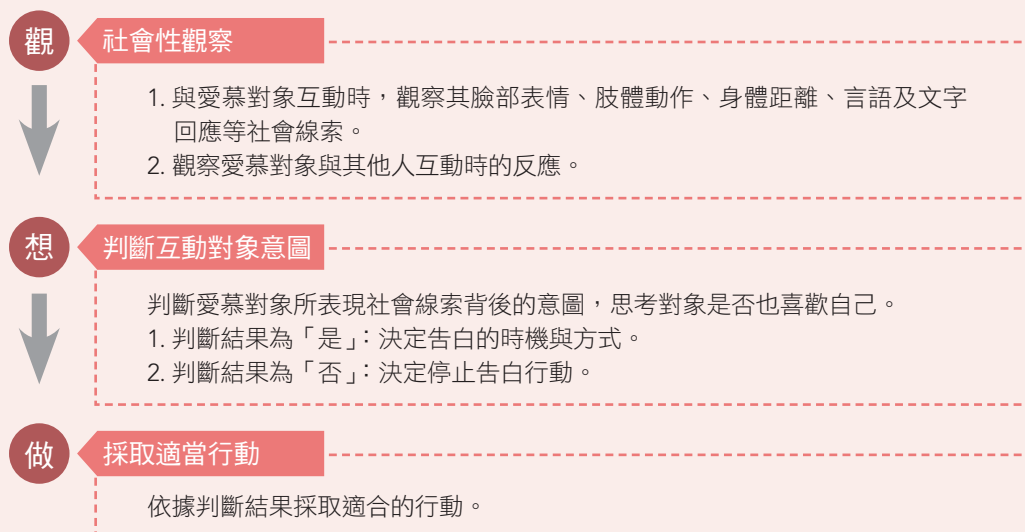 觀
社會性觀察
1. 與愛慕對象互動時，觀察其臉部表情、肢體動作、身體距離、言語及文字
回應等社會線索。
2. 觀察愛慕對象與其他人互動時的反應。
想
判斷互動對象意圖
判斷愛慕對象所表現社會線索背後的意圖，思考對象是否也喜歡自己。
1. 判斷結果為「是」：決定告白的時機與方式。
2. 判斷結果為「否」：決定停止告白行動。
做
採取適當行動
依據判斷結果採取適合的行動。